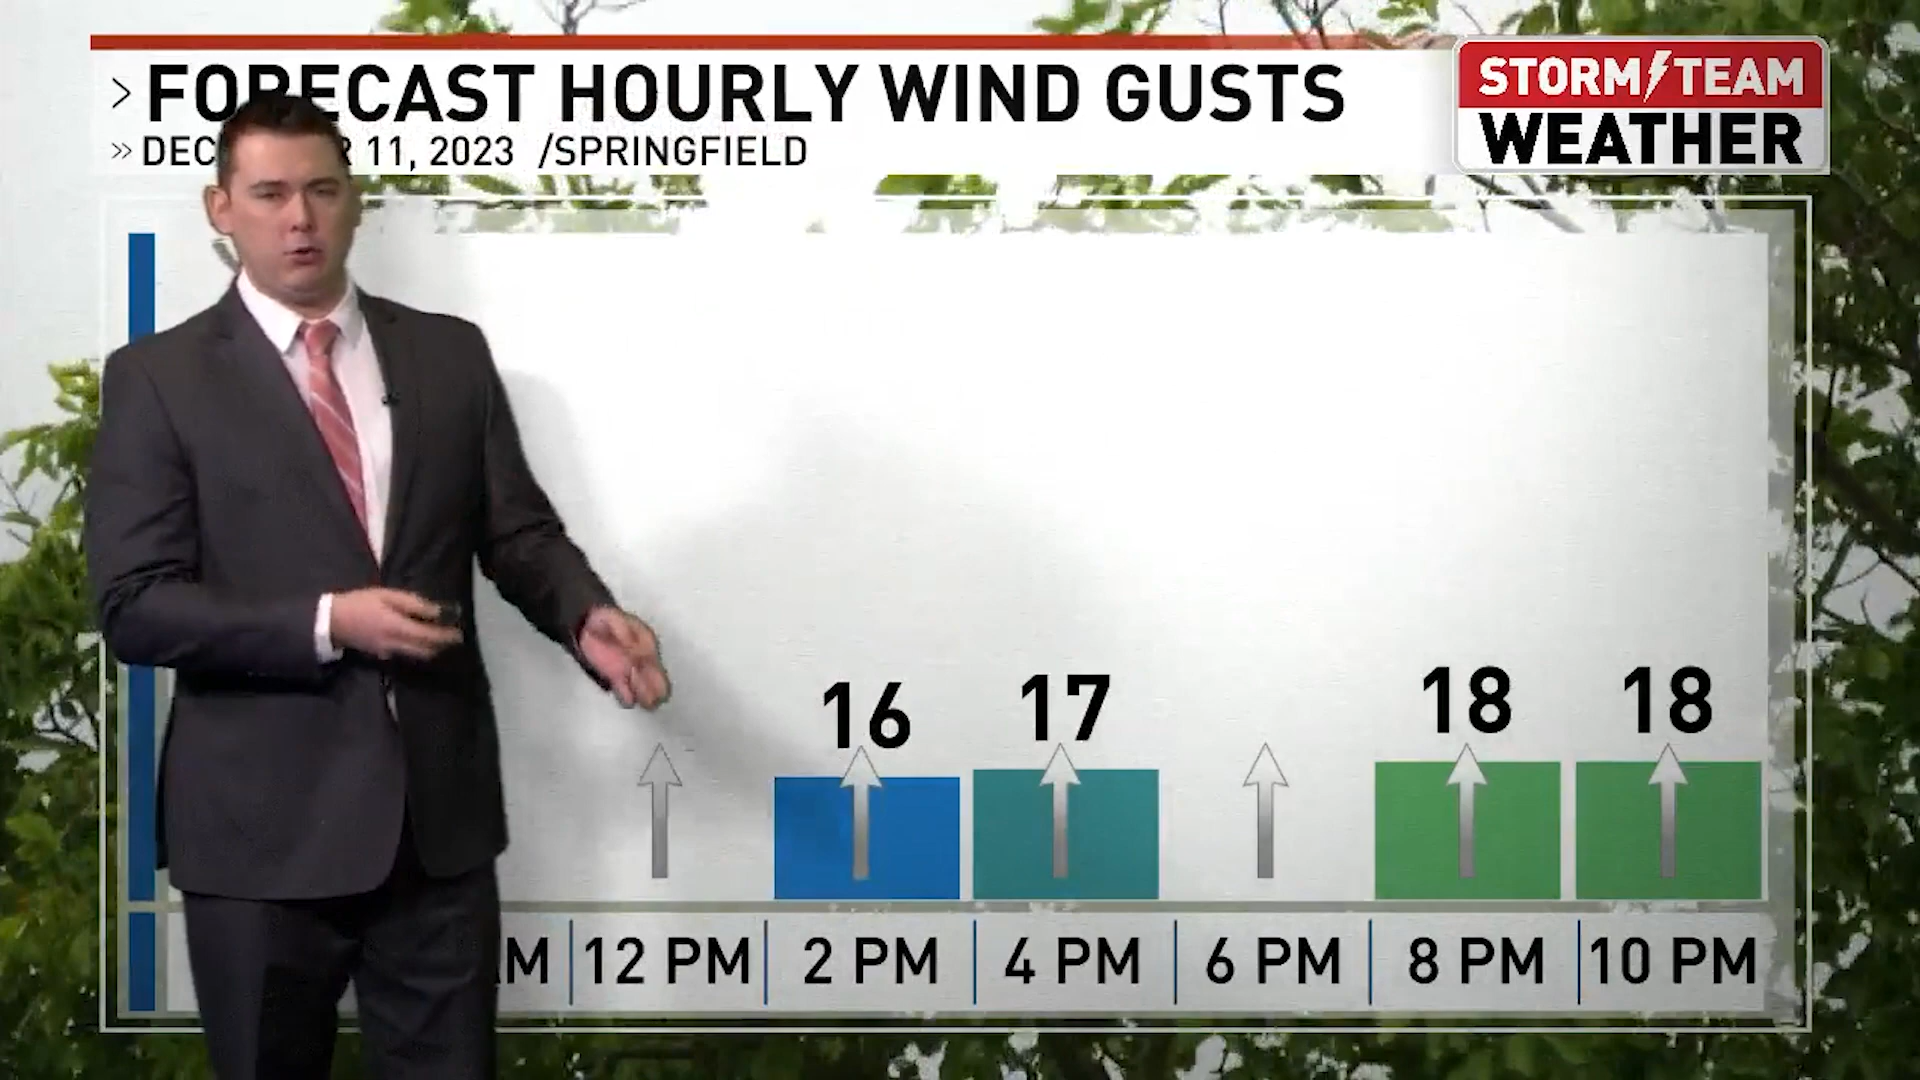 > FORECAST HOURLY WIND GUSTS
STORM TEAM
WEATHER
>> DEC R 11, 2023 /SPRINGFIELD
16 17 18 18
M 12 PM 2 PM 4 PM 6 PM 8 PM 10 PM